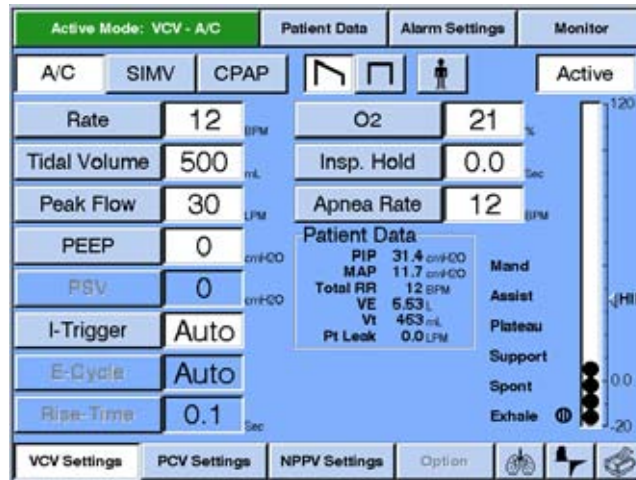 Active Mode: VCV - A/C
Patient Data
Alarm Settings
Monitor
A/C
SIMV
CPAP
Active
Rate 12 BPM
O2 21 %
120
Tidal Volume 500 mL
Insp. Hold 0.0 Sec
Peak Flow 30 LPM
Apnea Rate 12 BPM
PEEP 0 cmH2O
PSV 0 cmH2O
I-Trigger Auto
E-Cycle Auto
Rise-Time 0.1 Sec
Patient Data
PIP 31.4 cmH2O
MAP 11.7 cmH2O
Total RR 12 BPM
VE 5.53 L
Vt 463 mL
Pt Leak 0.0 LPM
Mand
Assist
Plateau
Support
Spont
Exhale
HI
0.0
-20
VCV Settings
PCV Settings
NPPV Settings
Option